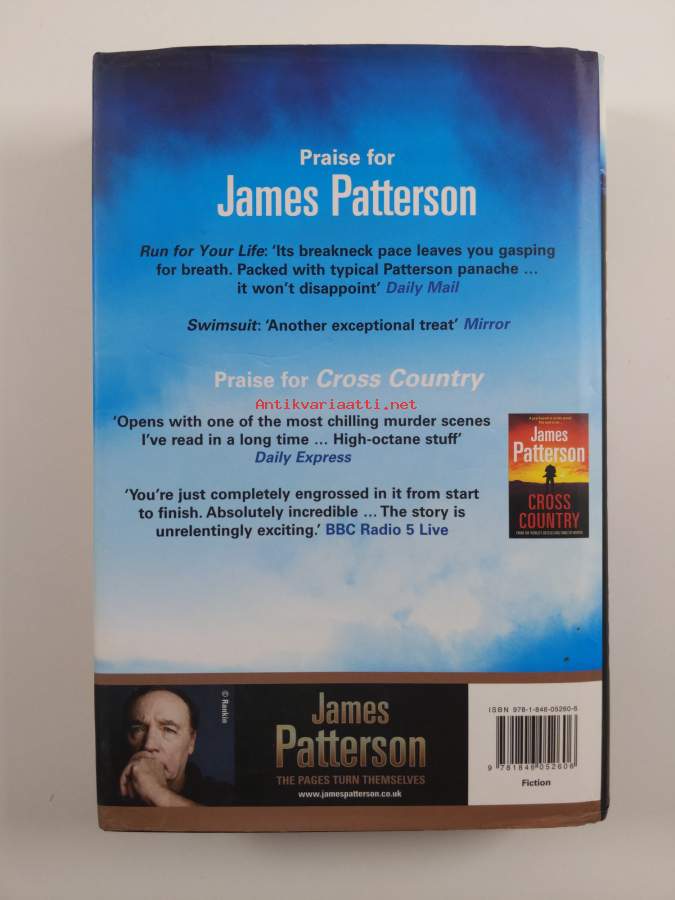 Praise for
James Patterson
Run for Your Life: ‘Its breakneck pace leaves you gasping
for breath. Packed with typical Patterson panache ...
it won’t disappoint’ Daily Mail
Swimsuit: ‘Another exceptional treat’ Mirror
Praise for Cross Country
Antikvariaatti.net
‘Opens with one of the most chilling murder scenes
I’ve read in a long time ... High-octane stuff’
Daily Express
‘You’re just completely engrossed in it from start
to finish. Absolutely incredible ... The story is
unrelentingly exciting.’ BBC Radio 5 Live
James
Patterson
CROSS
COUNTRY
© Rankin
James
Patterson
THE PAGES TURN THEMSELVES
www.jamespatterson.co.uk
ISBN 978-1-846-05260-6
9 781846 052606
Fiction